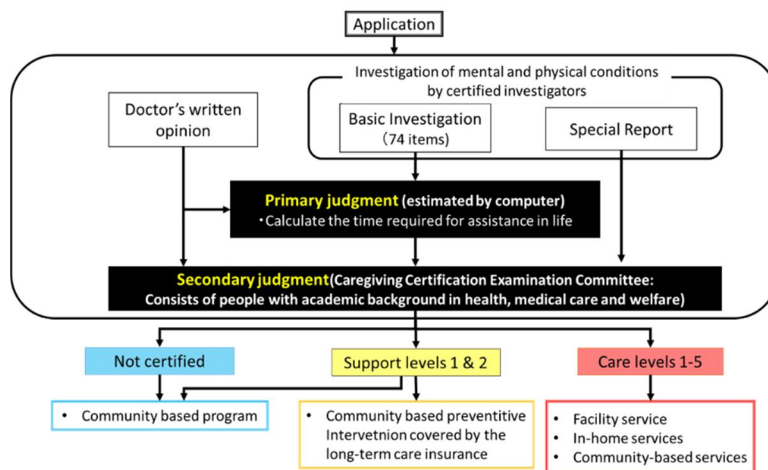 Application
Investigation of mental and physical conditions
by certified investigators
Doctor's written
opinion
Basic Investigation
(74 items)
Special Report
Primary judgment (estimated by computer)
・Calculate the time required for assistance in life
Secondary judgment(Caregiving Certification Examination Committee:
Consists of people with academic background in health, medical care and welfare)
Not certified
Support levels 1 & 2
Care levels 1-5
• Community based program
• Community based preventive
Intervetnion covered by the
long-term care insurance
• Facility service
• In-home services
• Community-based services